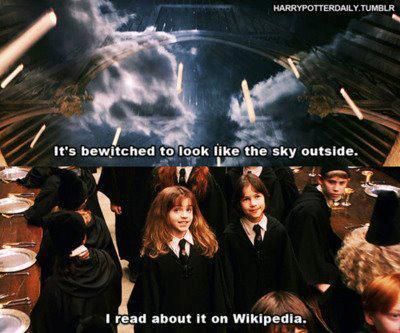 HARRYPOTTERDAILY.TUMBLR
It's bewitched to look like the sky outside.
I read about it on Wikipedia.